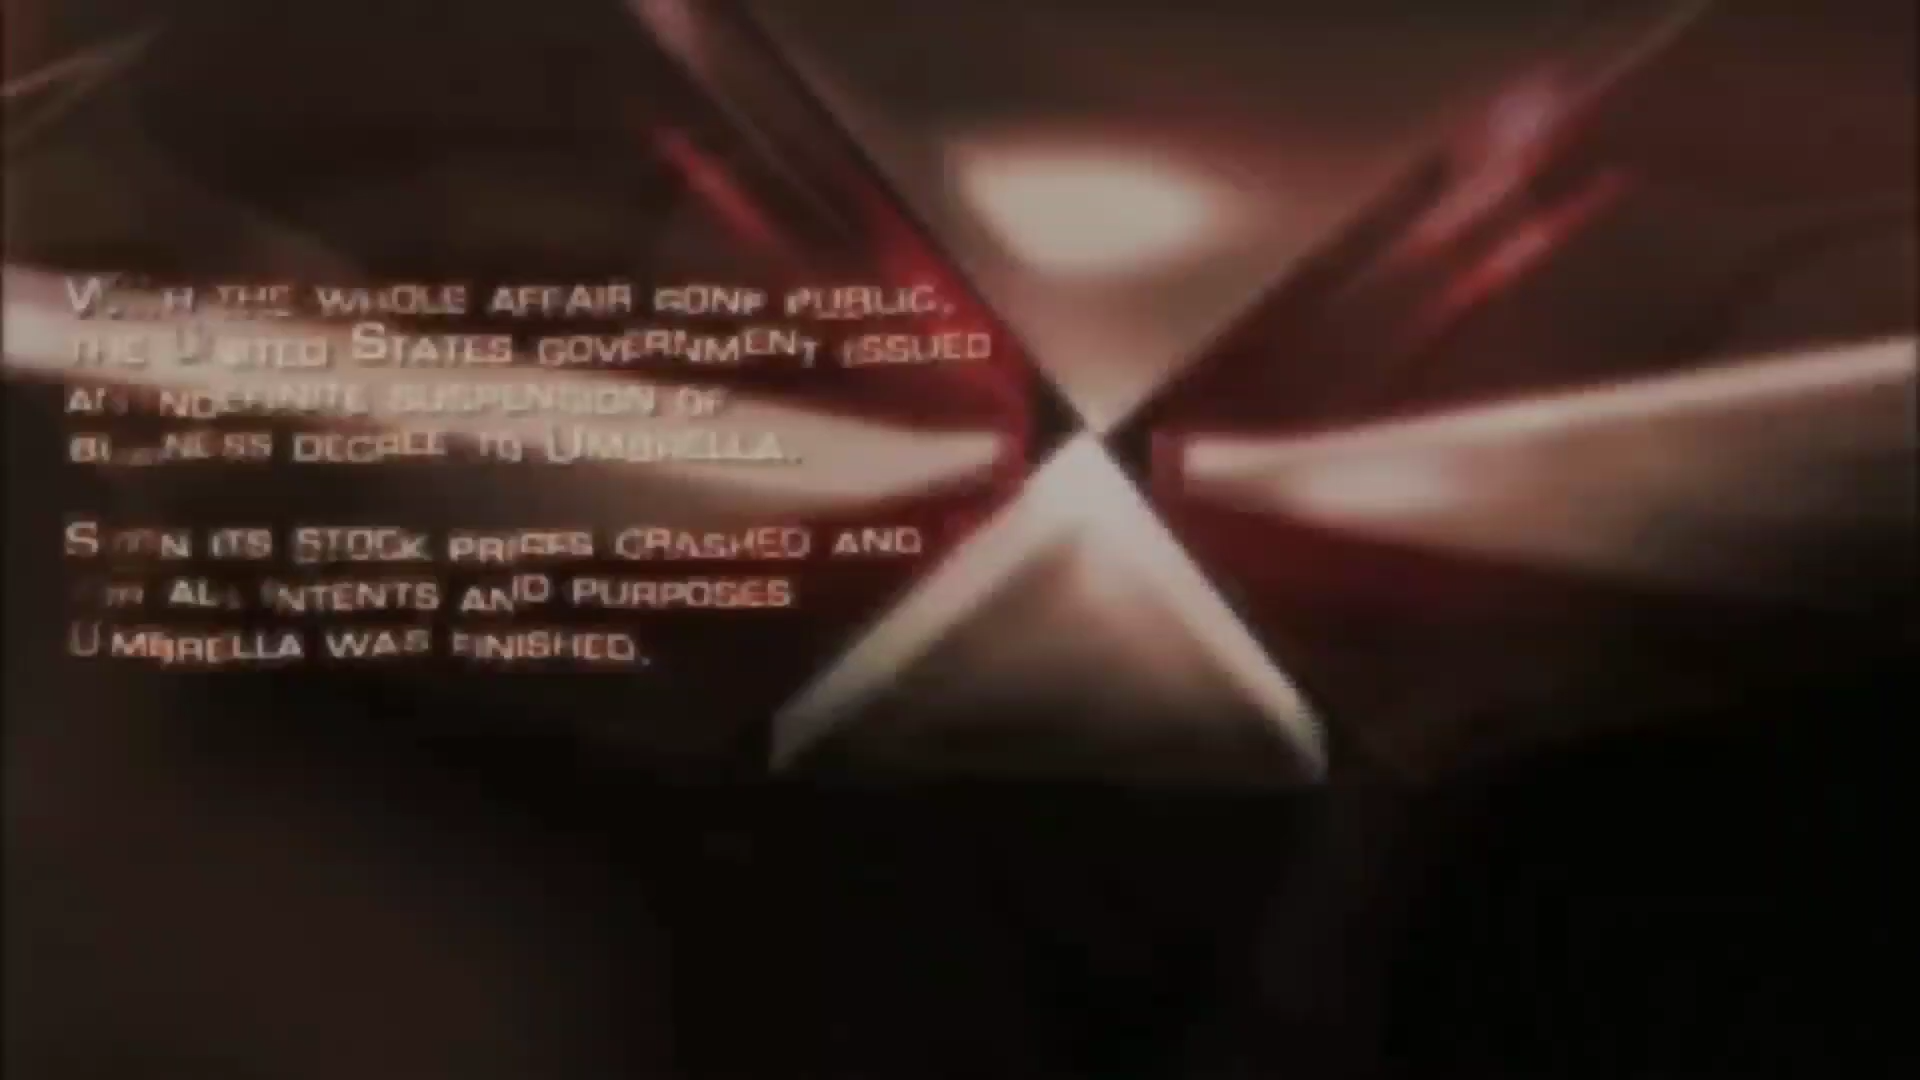 WITH THE WHOLE AFFAIR GONE PUBLIC,
THE UNITED STATES GOVERNMENT ISSUED
AN INDEFINITE SUSPENSION OF
BUSINESS DECREE TO UMBRELLA.
SOON ITS STOCK PRICES CRASHED AND
FOR ALL INTENTS AND PURPOSES
UMBRELLA WAS FINISHED.